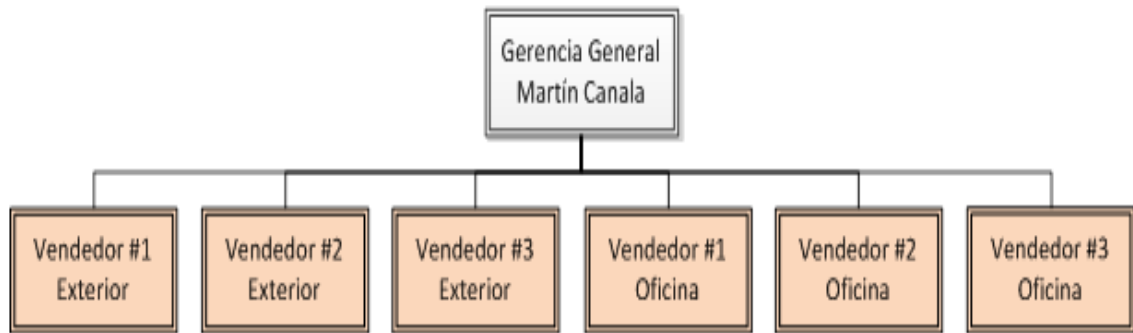 Gerencia General
Martín Canala
Vendedor #1
Exterior
Vendedor #2
Exterior
Vendedor #3
Exterior
Vendedor #1
Oficina
Vendedor #2
Oficina
Vendedor #3
Oficina